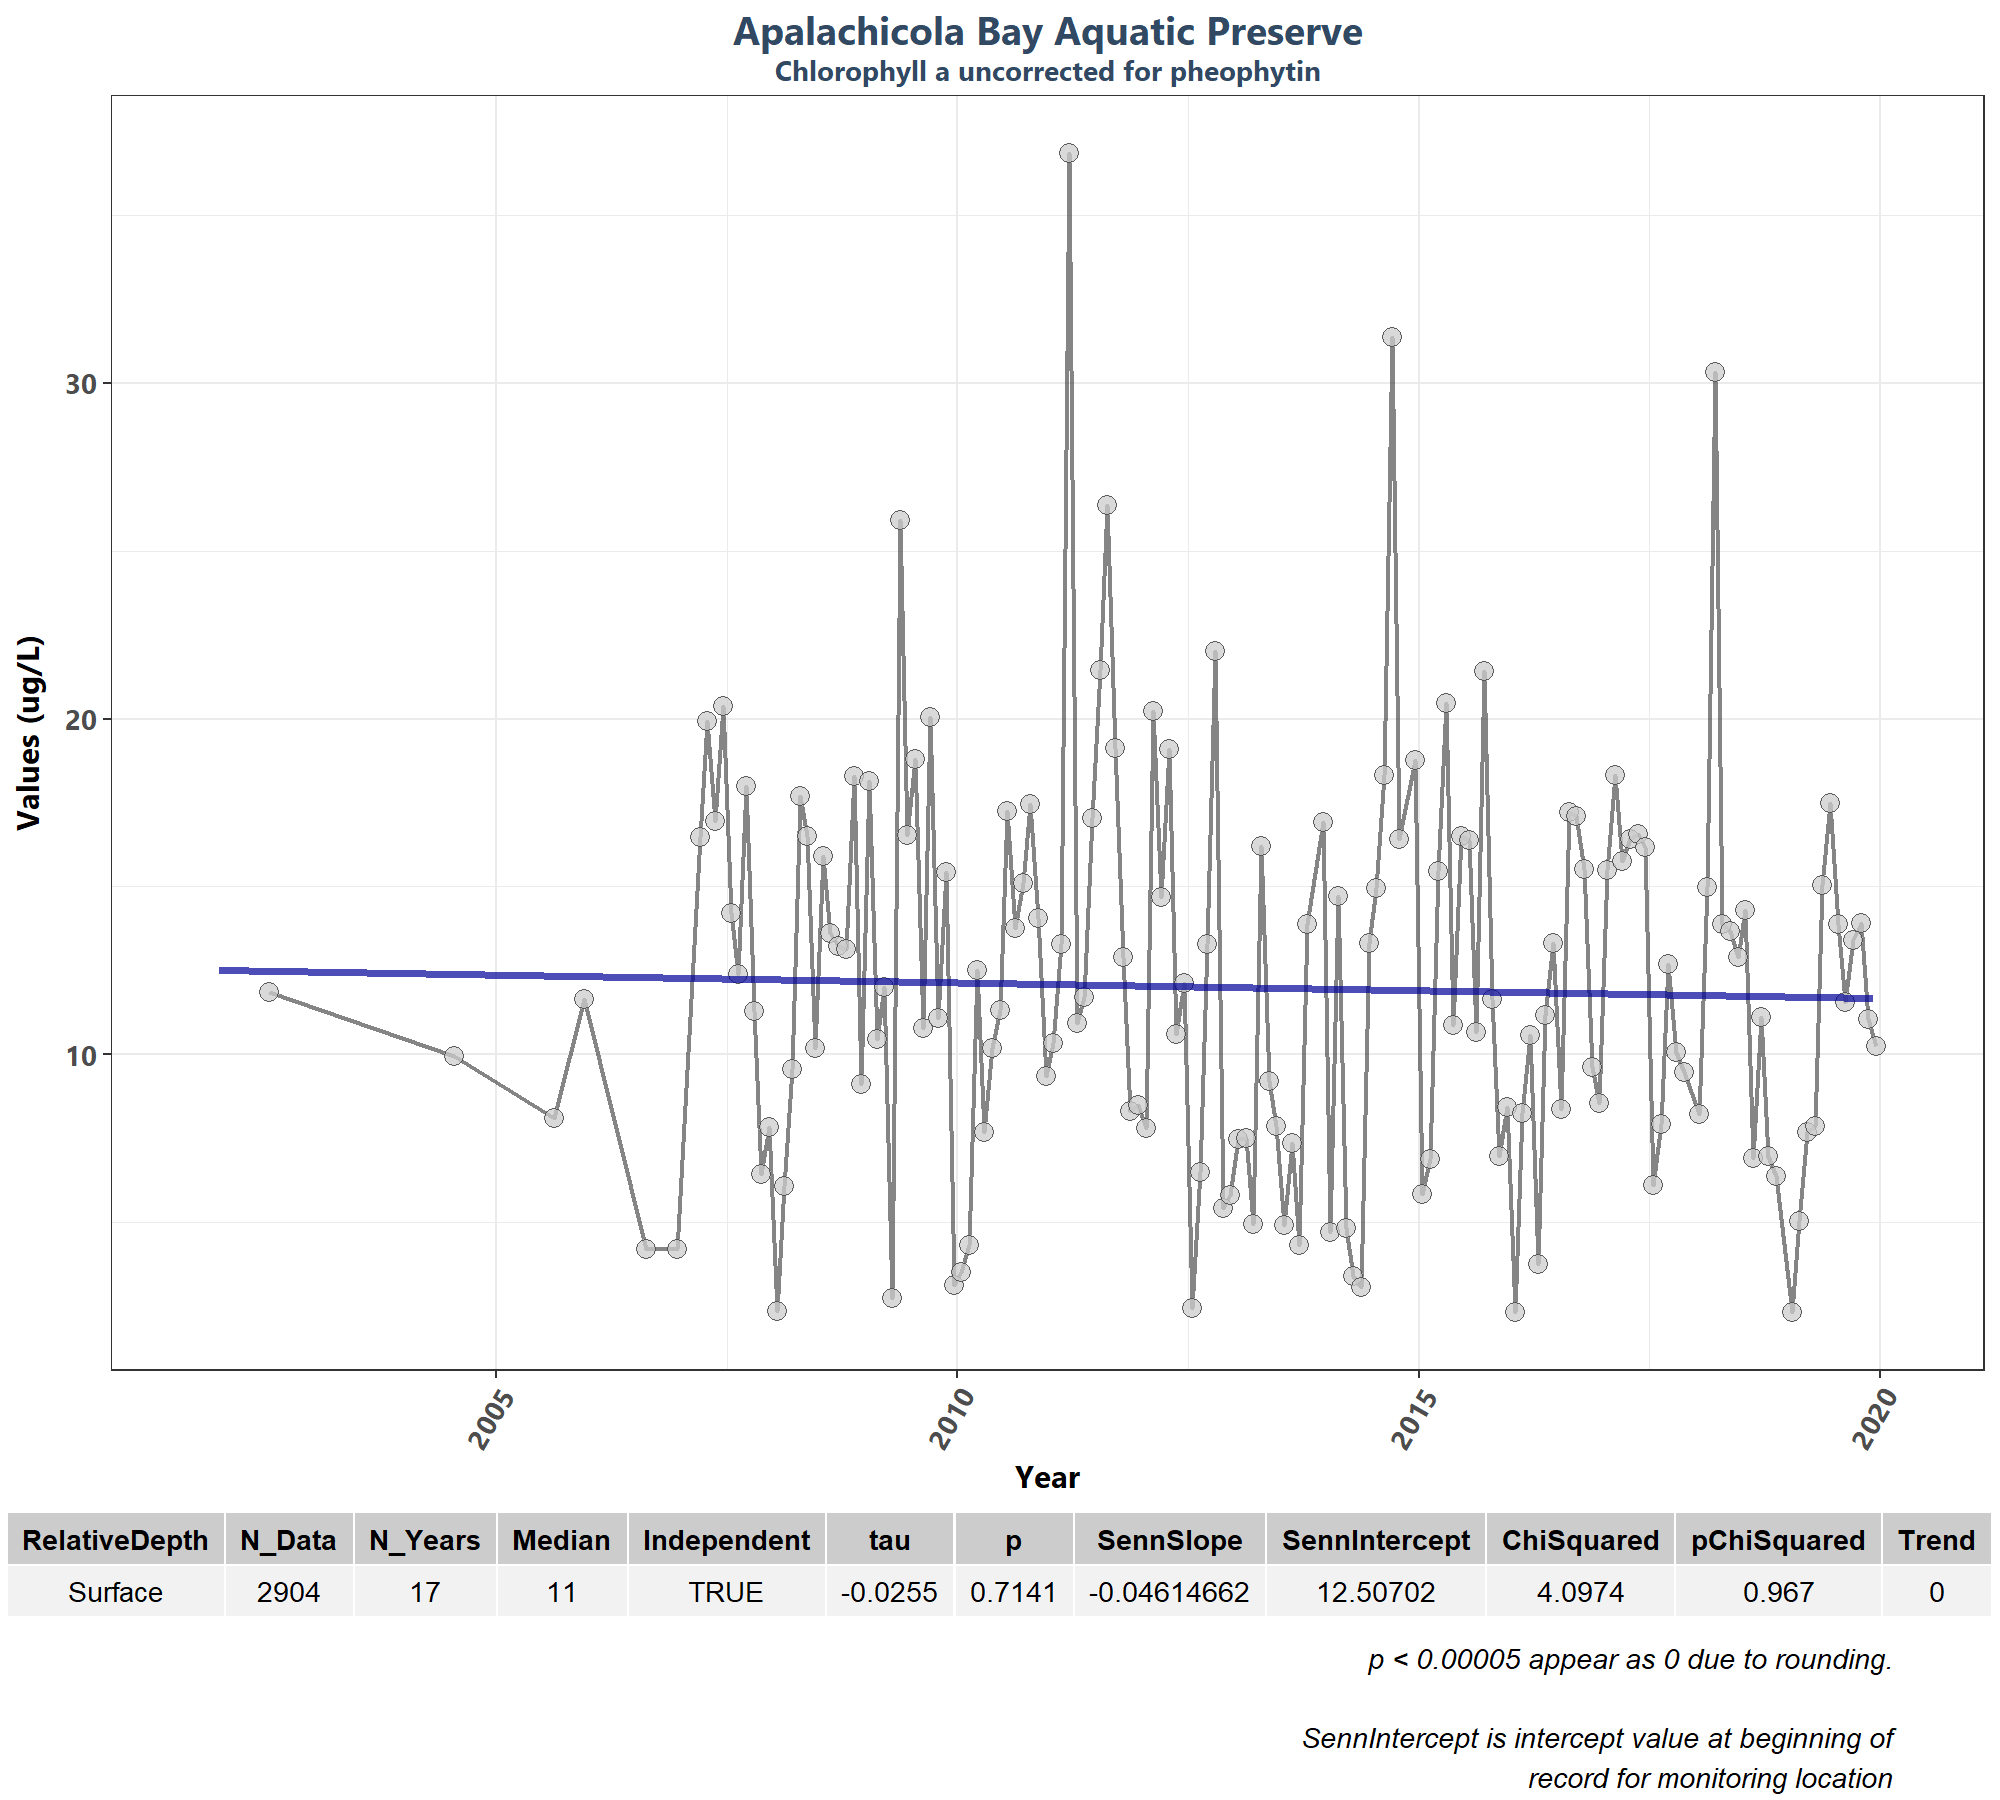 Apalachicola Bay Aquatic Preserve
Chlorophyll a uncorrected for pheophytin
Values (ug/L)
30
20
10
2005
2010
2015
2020
Year
RelativeDepth N_Data N_Years Median Independent tau p SennSlope SennIntercept ChiSquared pChiSquared Trend
Surface 2904 17 11 TRUE -0.0255 0.7141 -0.04614662 12.50702 4.0974 0.967 0
p < 0.00005 appear as 0 due to rounding.
SennIntercept is intercept value at beginning of
record for monitoring location